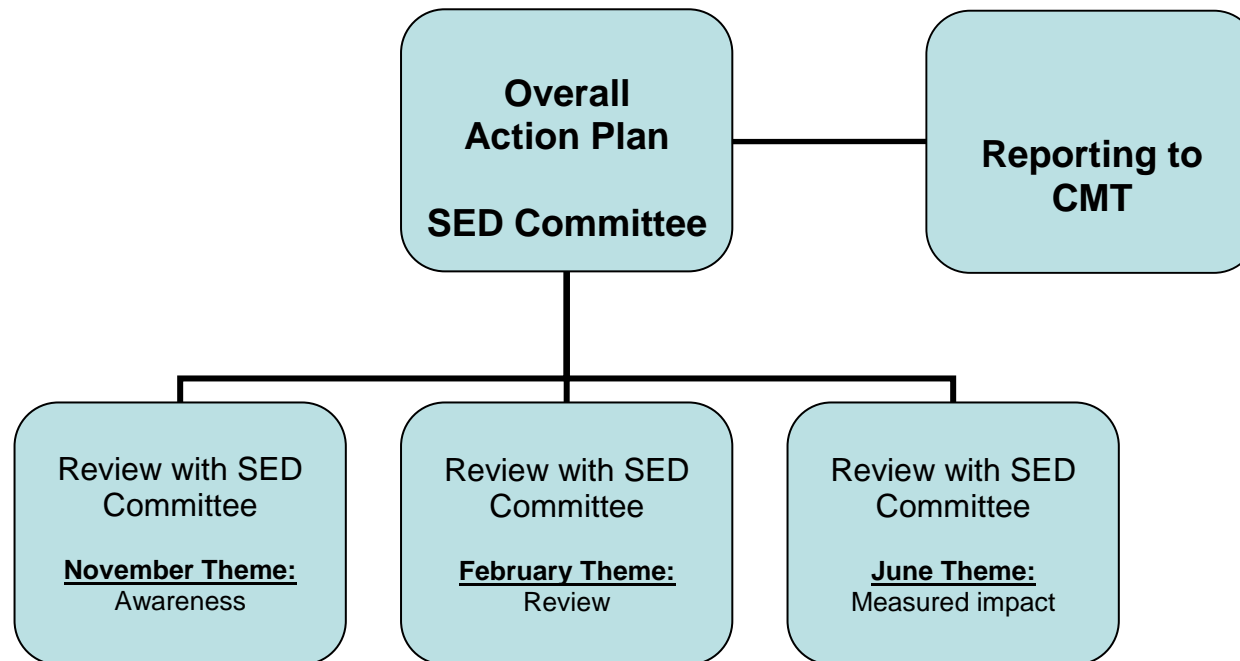 Overall
Action Plan
SED Committee
Reporting to
CMT
Review with SED
Committee
November Theme:
Awareness
Review with SED
Committee
February Theme:
Review
Review with SED
Committee
June Theme:
Measured impact